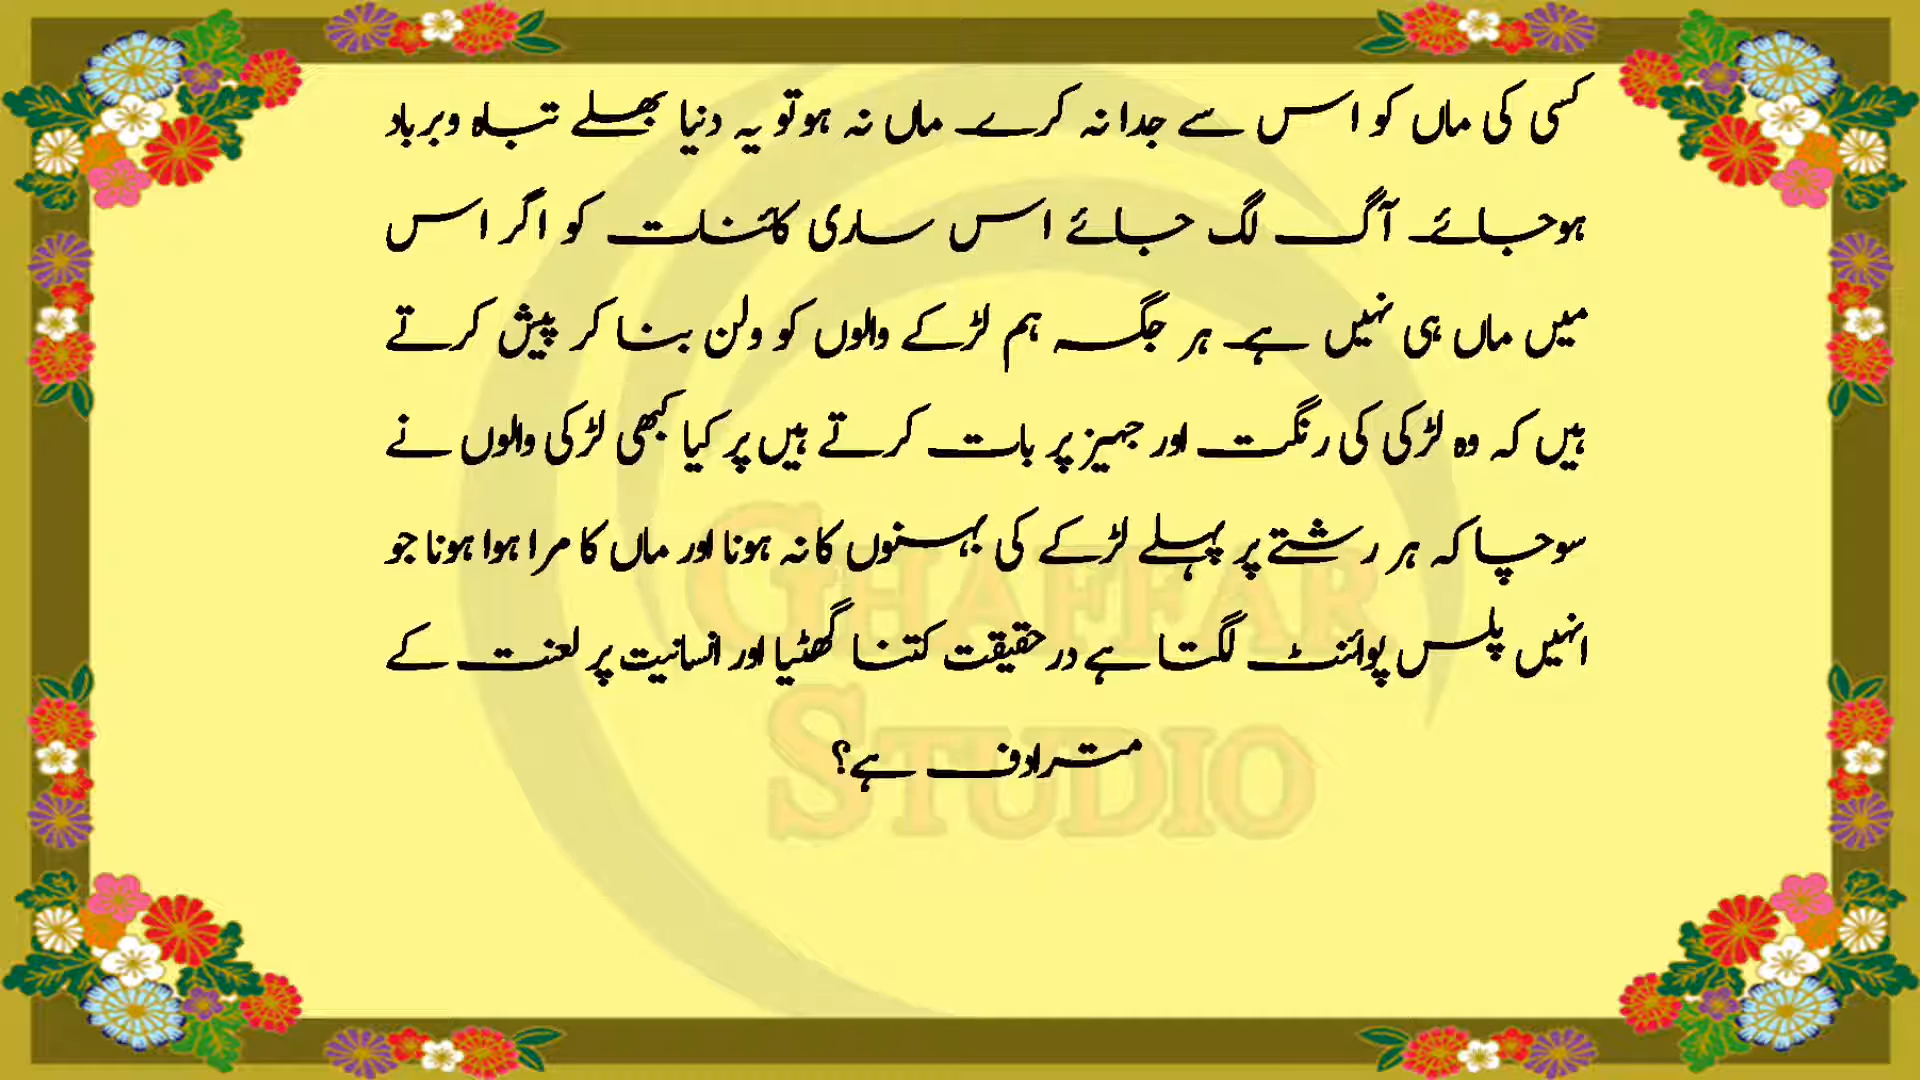 کسی کی ماں کو اس سے جدا نہ کرے۔ ماں نہ ہو تو یہ دنیا بھلے تباہ و برباد
ہو جائے۔ آگ لگ جائے اس ساری کائنات کو اگر اس
میں ماں ہی نہیں ہے۔ ہر جگہ ہم لڑکے والوں کو ولن بنا کر پیش کرتے
ہیں کہ وہ لڑکی کی رنگت اور جہیز پر بات کرتے ہیں پر کیا کبھی لڑکی والوں نے
سوچا کہ ہر رشتے پر پہلے لڑکے کی بہنوں کا نہ ہونا اور ماں کا مرا ہوا ہونا جو
انہیں پلس پوائنٹ لگتا ہے درحقیقت کتنا گھٹیا اور انسانیت پر لعنت کے
مترادف ہے؟
GHAFFAR
STUDIO